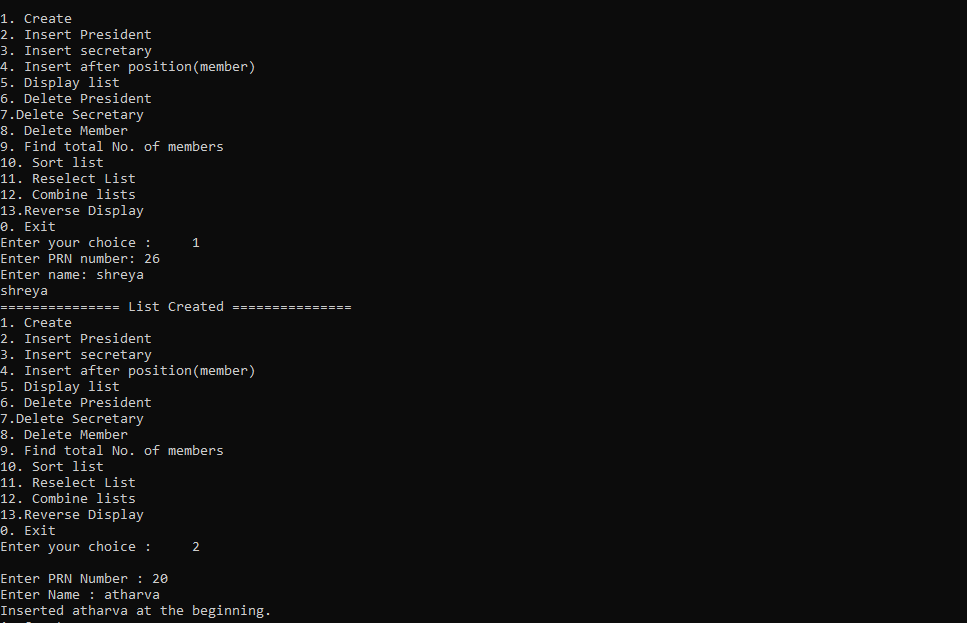 1. Create
2. Insert President
3. Insert secretary
4. Insert after position(member)
5. Display list
6. Delete President
7.Delete Secretary
8. Delete Member
9. Find total No. of members
10. Sort list
11. Reselect List
12. Combine lists
13.Reverse Display
0. Exit
Enter your choice :     1
Enter PRN number: 26
Enter name: shreya
shreya
=============== List Created ===============
1. Create
2. Insert President
3. Insert secretary
4. Insert after position(member)
5. Display list
6. Delete President
7.Delete Secretary
8. Delete Member
9. Find total No. of members
10. Sort list
11. Reselect List
12. Combine lists
13.Reverse Display
0. Exit
Enter your choice :     2
Enter PRN Number : 20
Enter Name : atharva
Inserted atharva at the beginning.